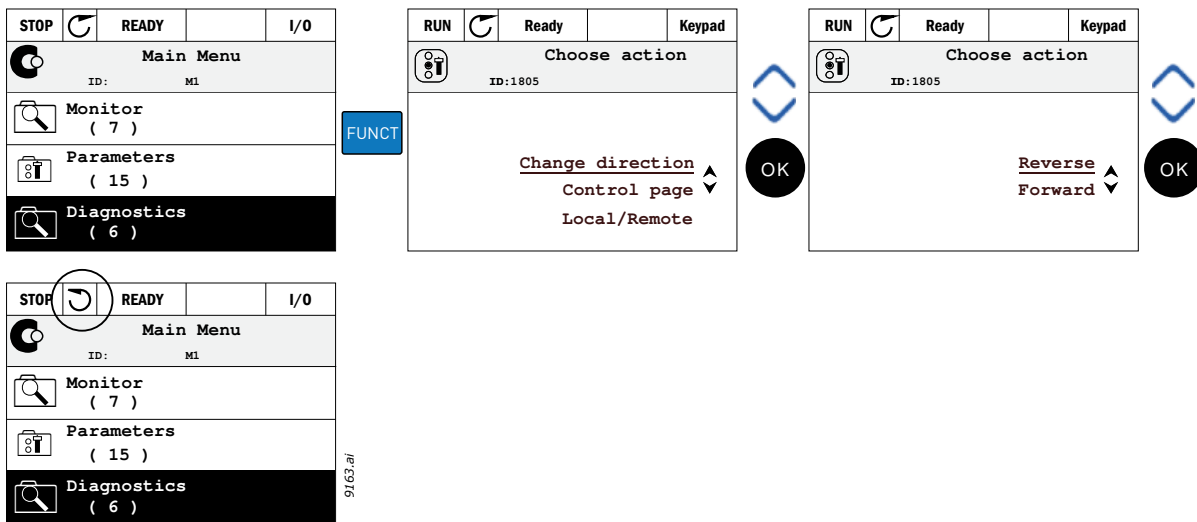 STOP READY I/O
Main Menu
ID: M1
Monitor
( 7 )
Parameters
( 15 )
Diagnostics
( 6 )
FUNCT
RUN Ready Keypad
Choose action
ID:1805
Change direction
Control page
Local/Remote
OK
RUN Ready Keypad
Choose action
ID:1805
Reverse
Forward
OK
STOP READY I/O
Main Menu
ID: M1
Monitor
( 7 )
Parameters
( 15 )
Diagnostics
( 6 )
9163.ai